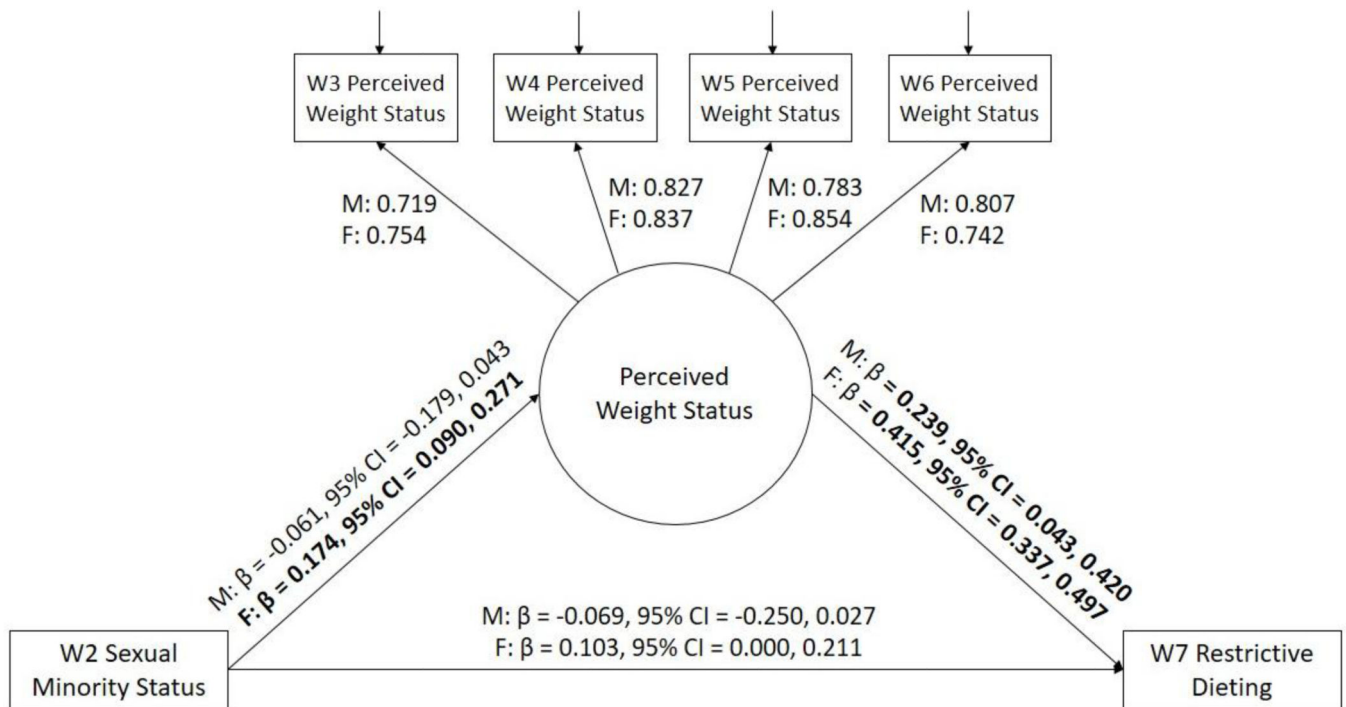 W3 Perceived
Weight Status
W4 Perceived
Weight Status
W5 Perceived
Weight Status
W6 Perceived
Weight Status
M: 0.719
F: 0.754
M: 0.827
F: 0.837
M: 0.783
F: 0.854
M: 0.807
F: 0.742
Perceived
Weight Status
M: β = -0.061, 95% CI = -0.179, 0.043
F: β = 0.174, 95% CI = 0.090, 0.271
M: β = 0.239, 95% CI = 0.043, 0.420
F: β = 0.415, 95% CI = 0.337, 0.497
M: β = -0.069, 95% CI = -0.250, 0.027
F: β = 0.103, 95% CI = 0.000, 0.211
W2 Sexual
Minority Status
W7 Restrictive
Dieting